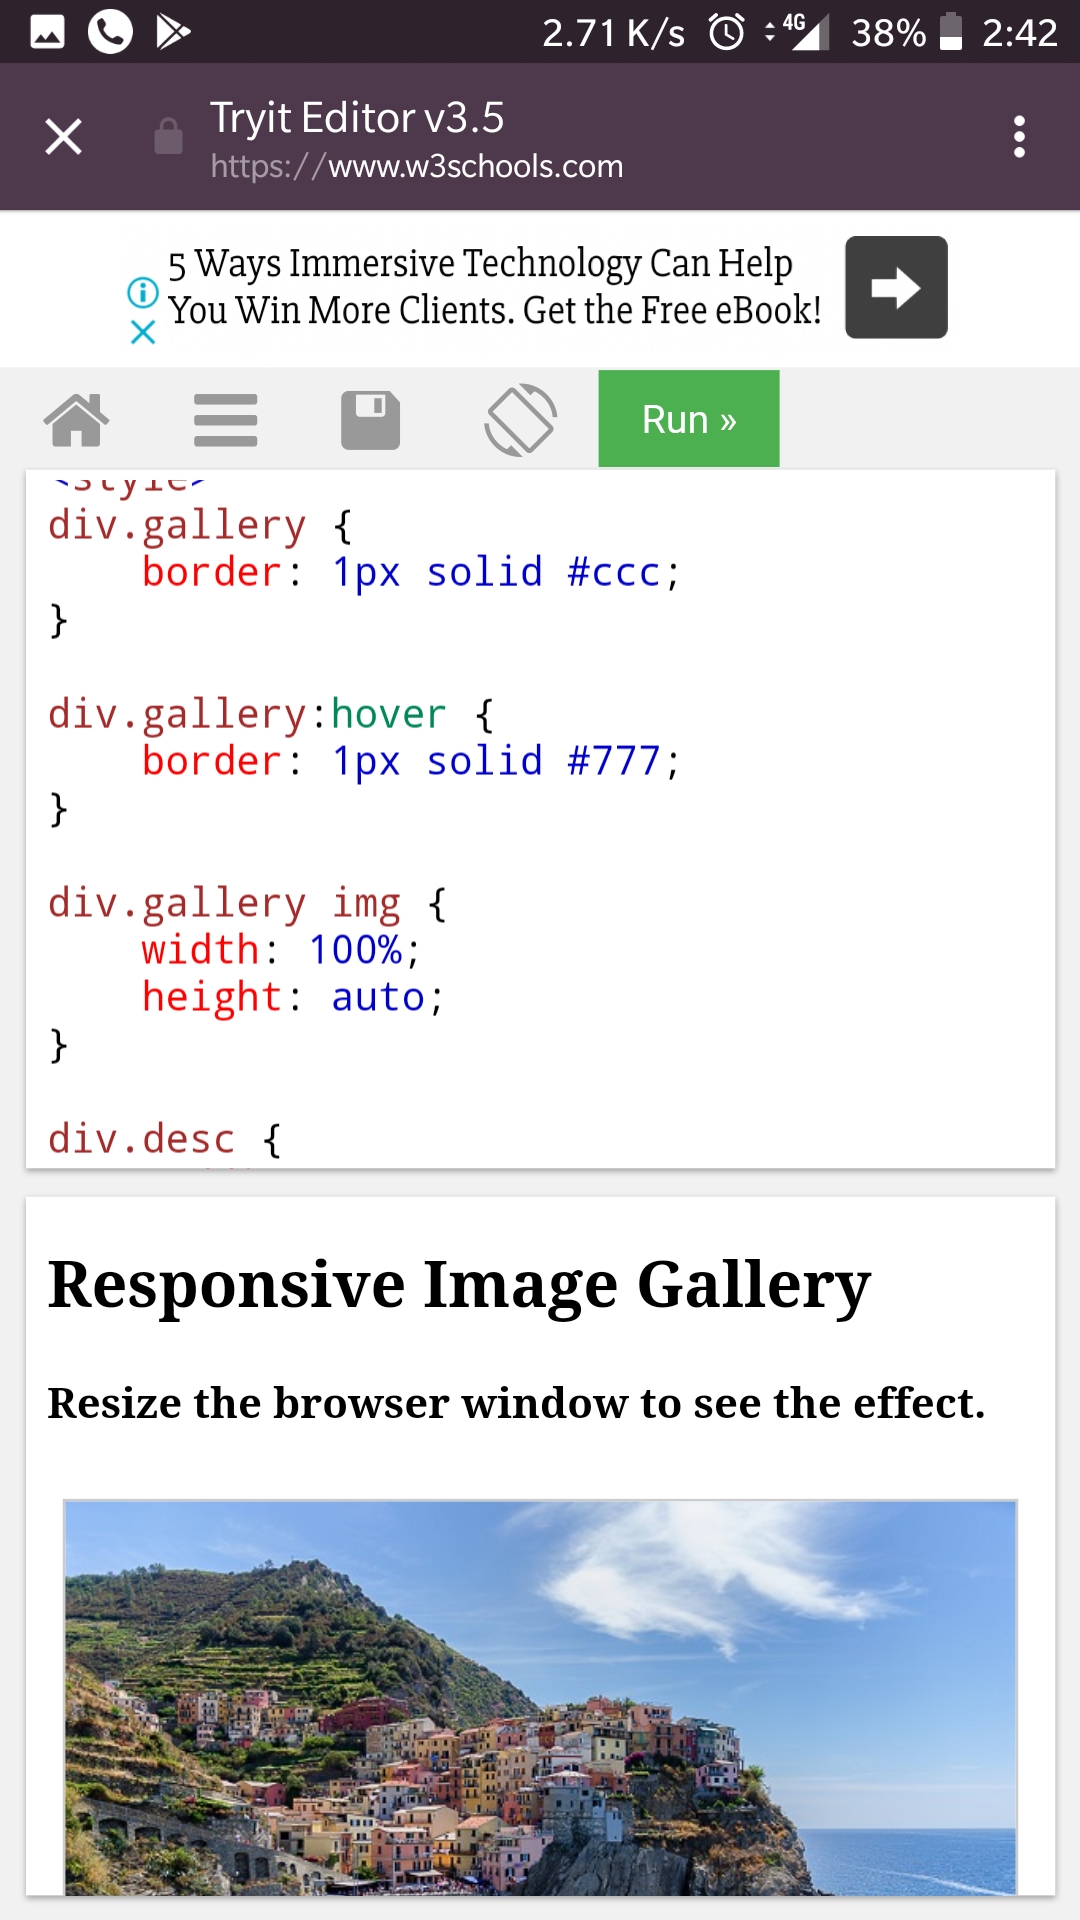 2.71 K/s 4G 38% 2:42
Tryit Editor v3.5
https://www.w3schools.com
5 Ways Immersive Technology Can Help
You Win More Clients. Get the Free eBook!
Run »
<style>
div.gallery {
    border: 1px solid #ccc;
}
div.gallery:hover {
    border: 1px solid #777;
}
div.gallery img {
    width: 100%;
    height: auto;
}
div.desc {
Responsive Image Gallery
Resize the browser window to see the effect.